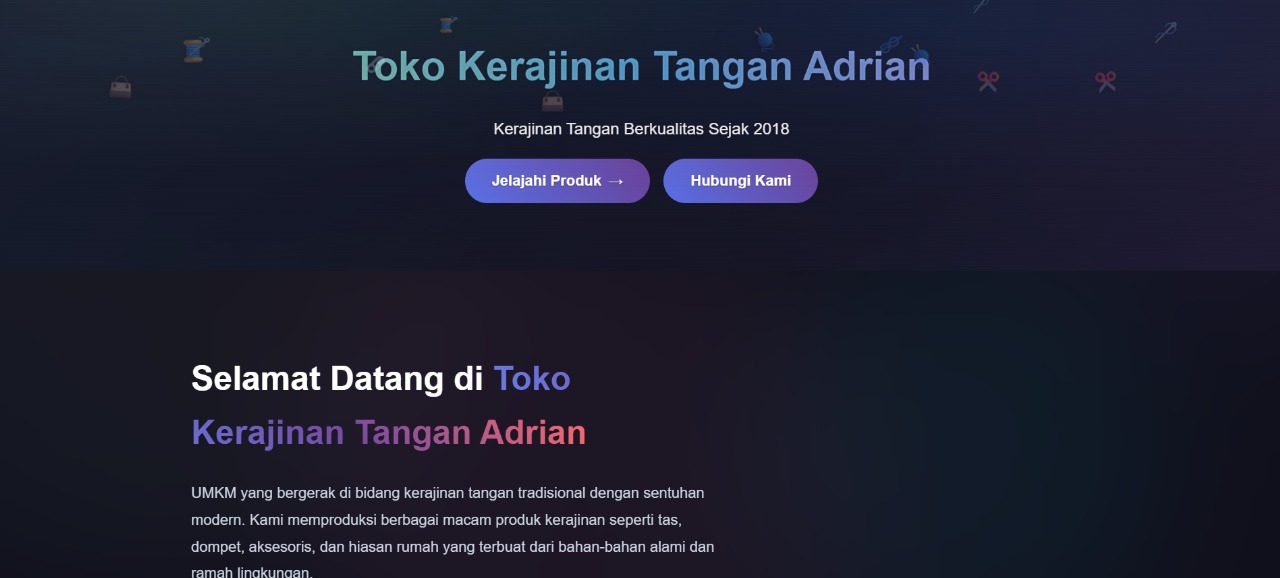 Toko Kerajinan Tangan Adrian
Kerajinan Tangan Berkualitas Sejak 2018
Jelajahi Produk →
Hubungi Kami
Selamat Datang di Toko
Kerajinan Tangan Adrian
UMKM yang bergerak di bidang kerajinan tangan tradisional dengan sentuhan
modern. Kami memproduksi berbagai macam produk kerajinan seperti tas,
dompet, aksesoris, dan hiasan rumah yang terbuat dari bahan-bahan alami dan
ramah lingkungan.